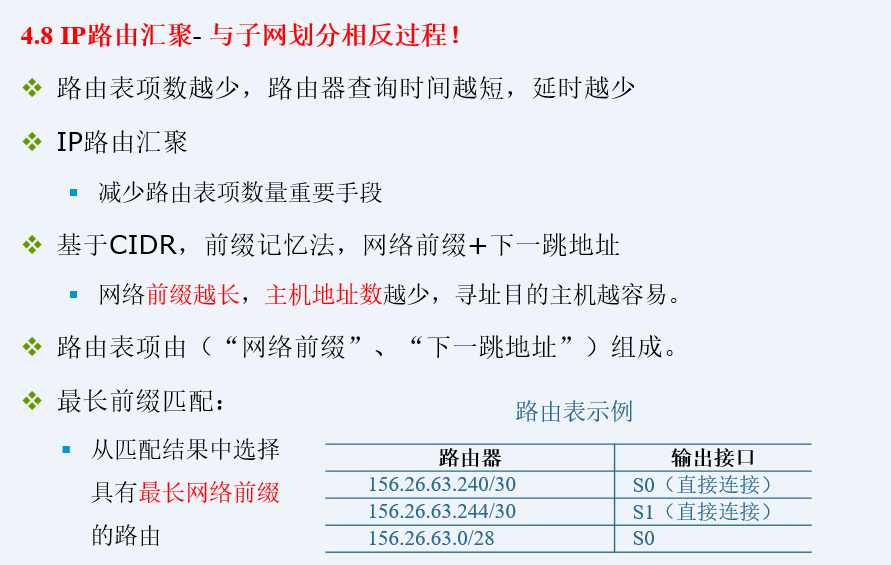 4.8 IP路由汇聚- 与子网划分相反过程！
路由表项数越少，路由器查询时间越短，延时越少
IP路由汇聚
减少路由表项数量重要手段
基于CIDR，前缀记忆法，网络前缀+下一跳地址
网络前缀越长，主机地址数越少，寻址目的主机越容易。
路由表项由（“网络前缀”、“下一跳地址”）组成。
最长前缀匹配：
从匹配结果中选择
具有最长网络前缀
的路由
路由表示例
路由器 输出接口
156.26.63.240/30 S0（直接连接）
156.26.63.244/30 S1（直接连接）
156.26.63.0/28 S0